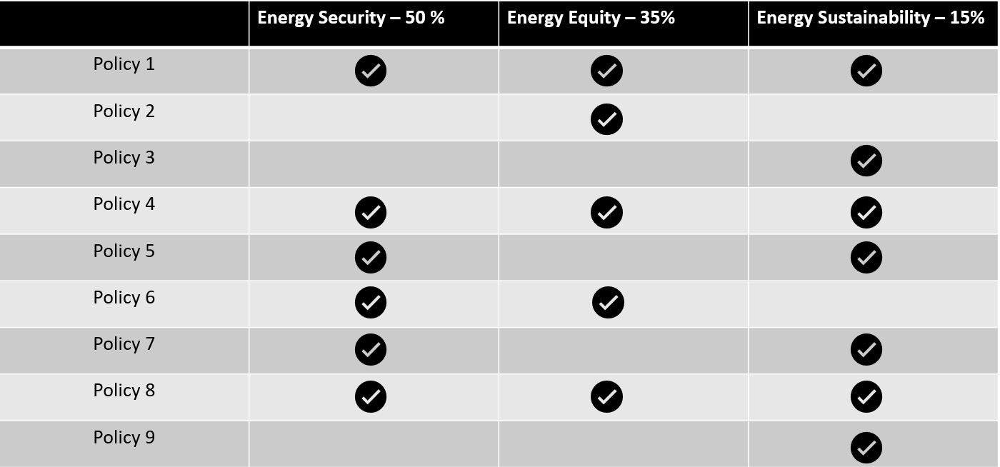 Energy Security – 50 %
Energy Equity – 35%
Energy Sustainability – 15%
Policy 1
Policy 2
Policy 3
Policy 4
Policy 5
Policy 6
Policy 7
Policy 8
Policy 9